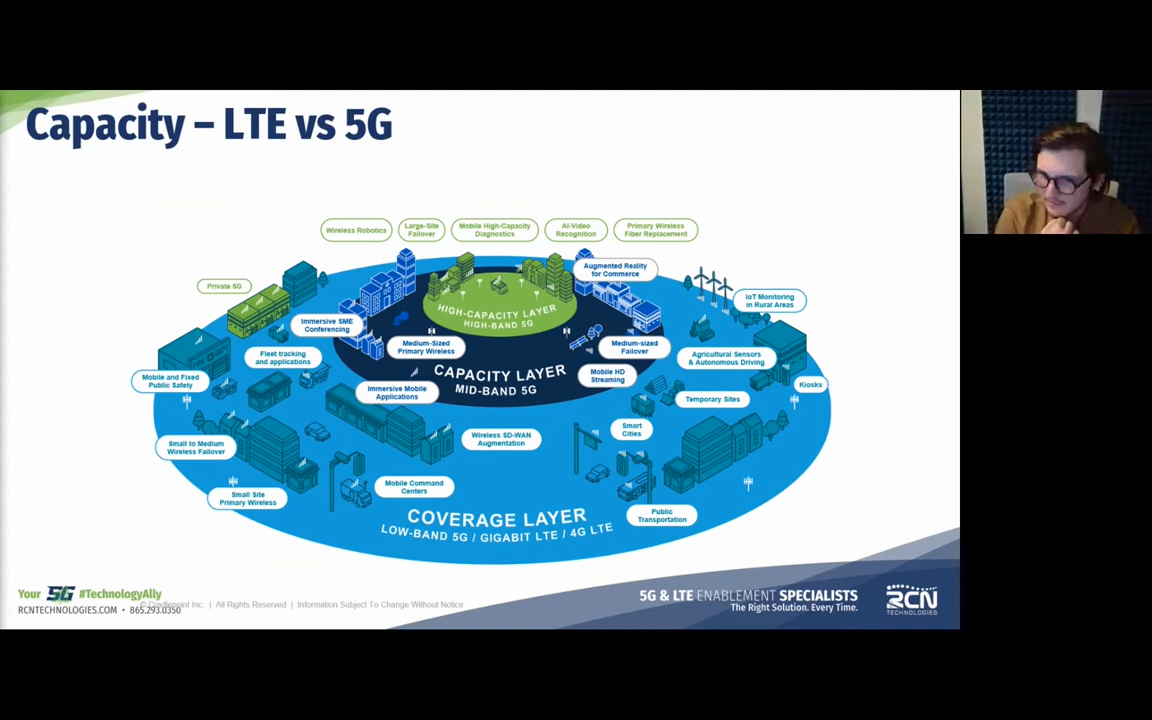 Capacity – LTE vs 5G
Wireless Robotics
Large-Site
Failover
Mobile High-Capacity
Diagnostics
AI-Video
Recognition
Primary Wireless
Fiber Replacement
Augmented Reality
for Commerce
Private 5G
IoT Monitoring
in Rural Areas
HIGH-CAPACITY LAYER
HIGH-BAND 5G
Immersive SME
Conferencing
Medium-Sized
Primary Wireless
Medium-sized
Failover
Fleet tracking
and applications
Agricultural Sensors
& Autonomous Driving
CAPACITY LAYER
MID-BAND 5G
Mobile HD
Streaming
Mobile and Fixed
Public Safety
Kiosks
Immersive Mobile
Applications
Temporary Sites
Smart
Cities
Wireless SD-WAN
Augmentation
Small to Medium
Wireless Failover
Mobile Command
Centers
Small Site
Primary Wireless
Public
Transportation
COVERAGE LAYER
LOW-BAND 5G / GIGABIT LTE / 4G LTE
Your 5G #TechnologyAlly
RCNTECHNOLOGIES.COM • 865.293.0350
© Cradlepoint Inc. | All Rights Reserved | Information Subject To Change Without Notice
5G & LTE ENABLEMENT SPECIALISTS
The Right Solution. Every Time.
RCN
TECHNOLOGIES